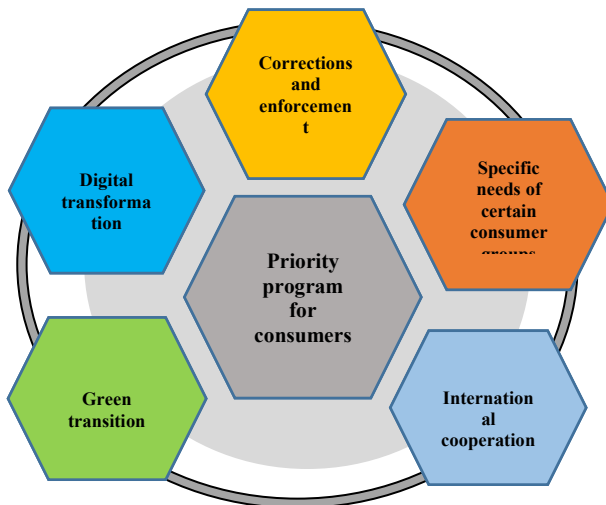 Corrections
and
enforcemen
t
Digital
transforma
tion
Specific
needs of
certain
consumer
groups
Priority
program
for
consumers
Green
transition
Internation
al
cooperation